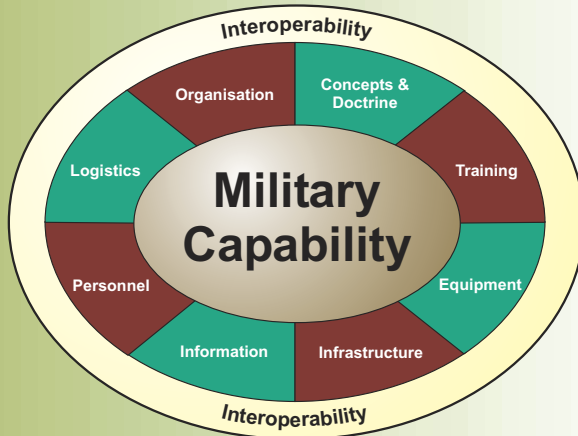 Interoperability
Organisation
Concepts &
Doctrine
Logistics
Training
Military
Capability
Personnel
Equipment
Information
Infrastructure
Interoperability